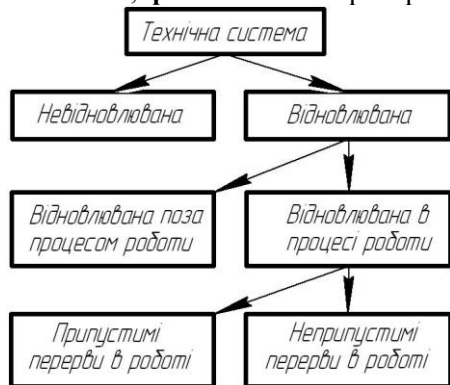 Технічна система
Невідновлювана
Відновлювана
Відновлювана поза
процесом роботи
Відновлювана в
процесі роботи
Припустимі
перерви в роботі
Неприпустимі
перерви в роботі